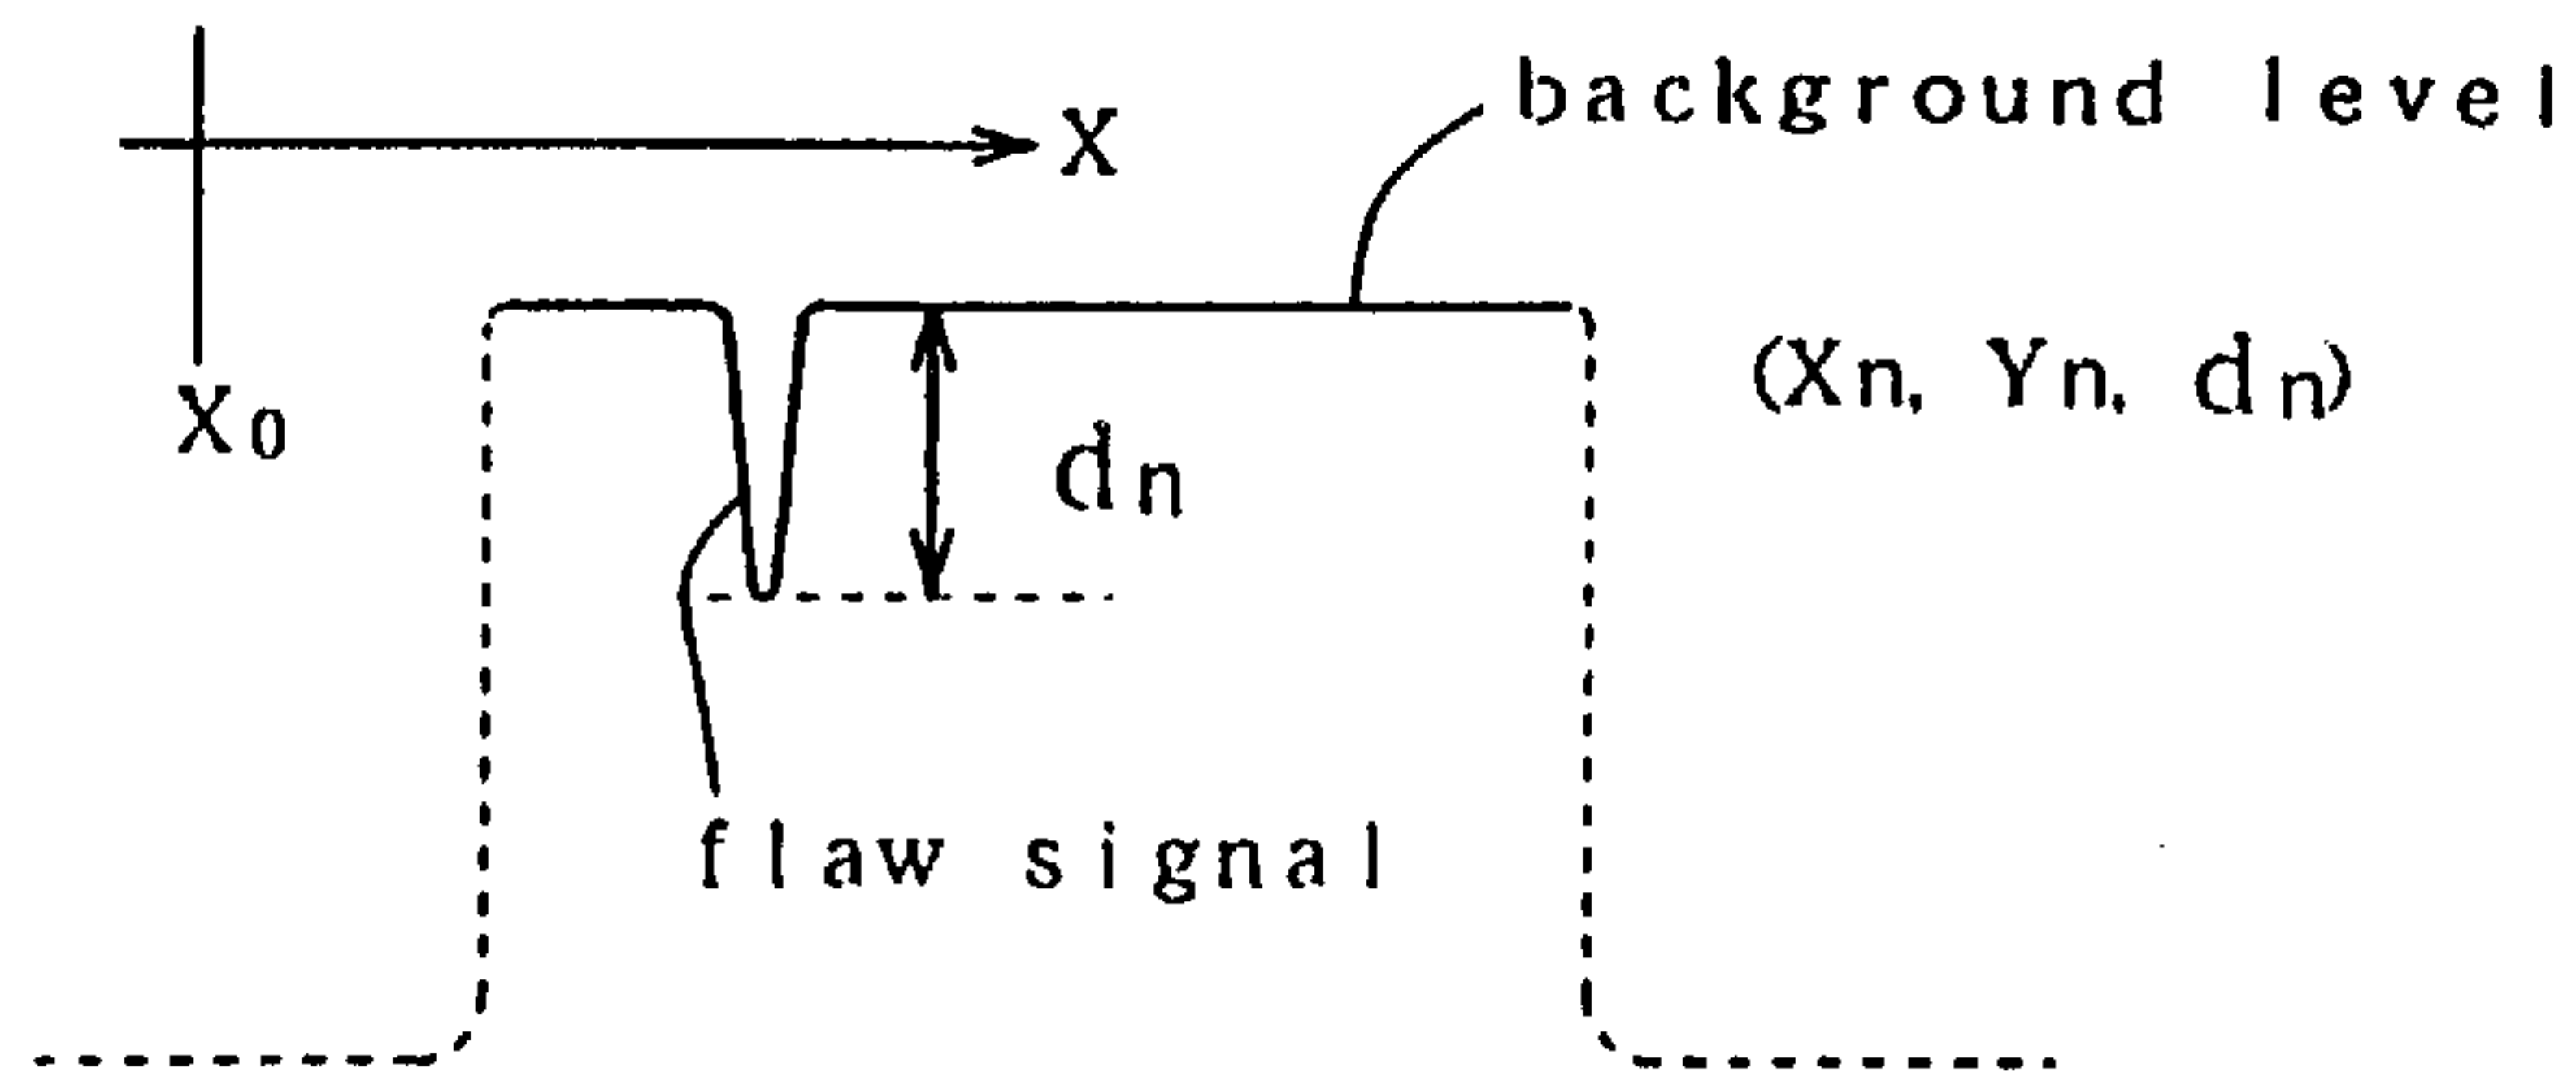 background level
X
(Xn, Yn, dn)
X0
dn
flaw signal